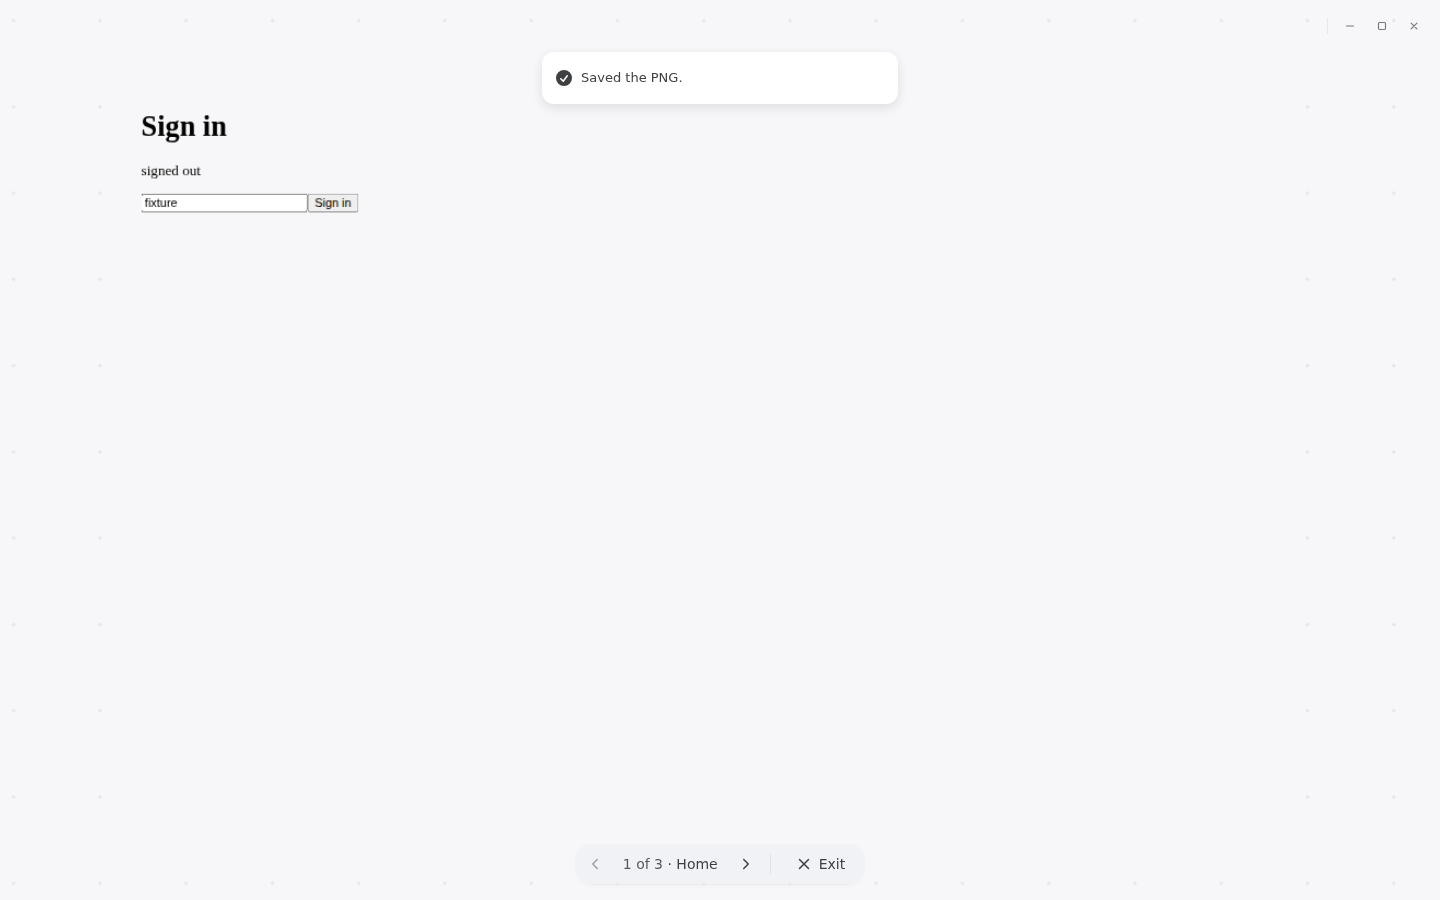 Saved the PNG.
Sign in
signed out
fixture Sign in
1 of 3 · Home Exit